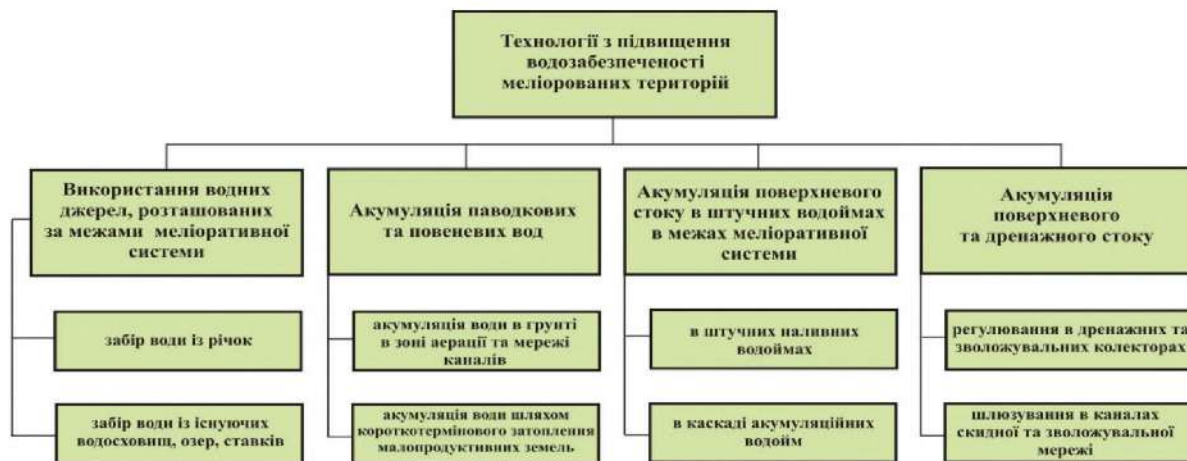 Технології з підвищення
водозабезпеченості
меліорованих територій
Використання водних
джерел, розташованих
за межами меліоративної
системи
Акумуляція паводкових
та повеневих вод
Акумуляція поверхневого
стоку в штучних водоймах
в межах меліоративної
системи
Акумуляція
поверхневого
та дренажного стоку
забір води із річок
акумуляція води в грунті
в зоні аерації та мережі
каналів
в штучних наливних
водоймах
регулювання в дренажних та
зволожувальних колекторах
забір води із існуючих
водосховищ, озер, ставків
акумуляція води шляхом
короткотермінового затоплення
малопродуктивних земель
в каскаді акумуляційних
водойм
шлюзування в каналах
скидної та зволожувальної
мережі